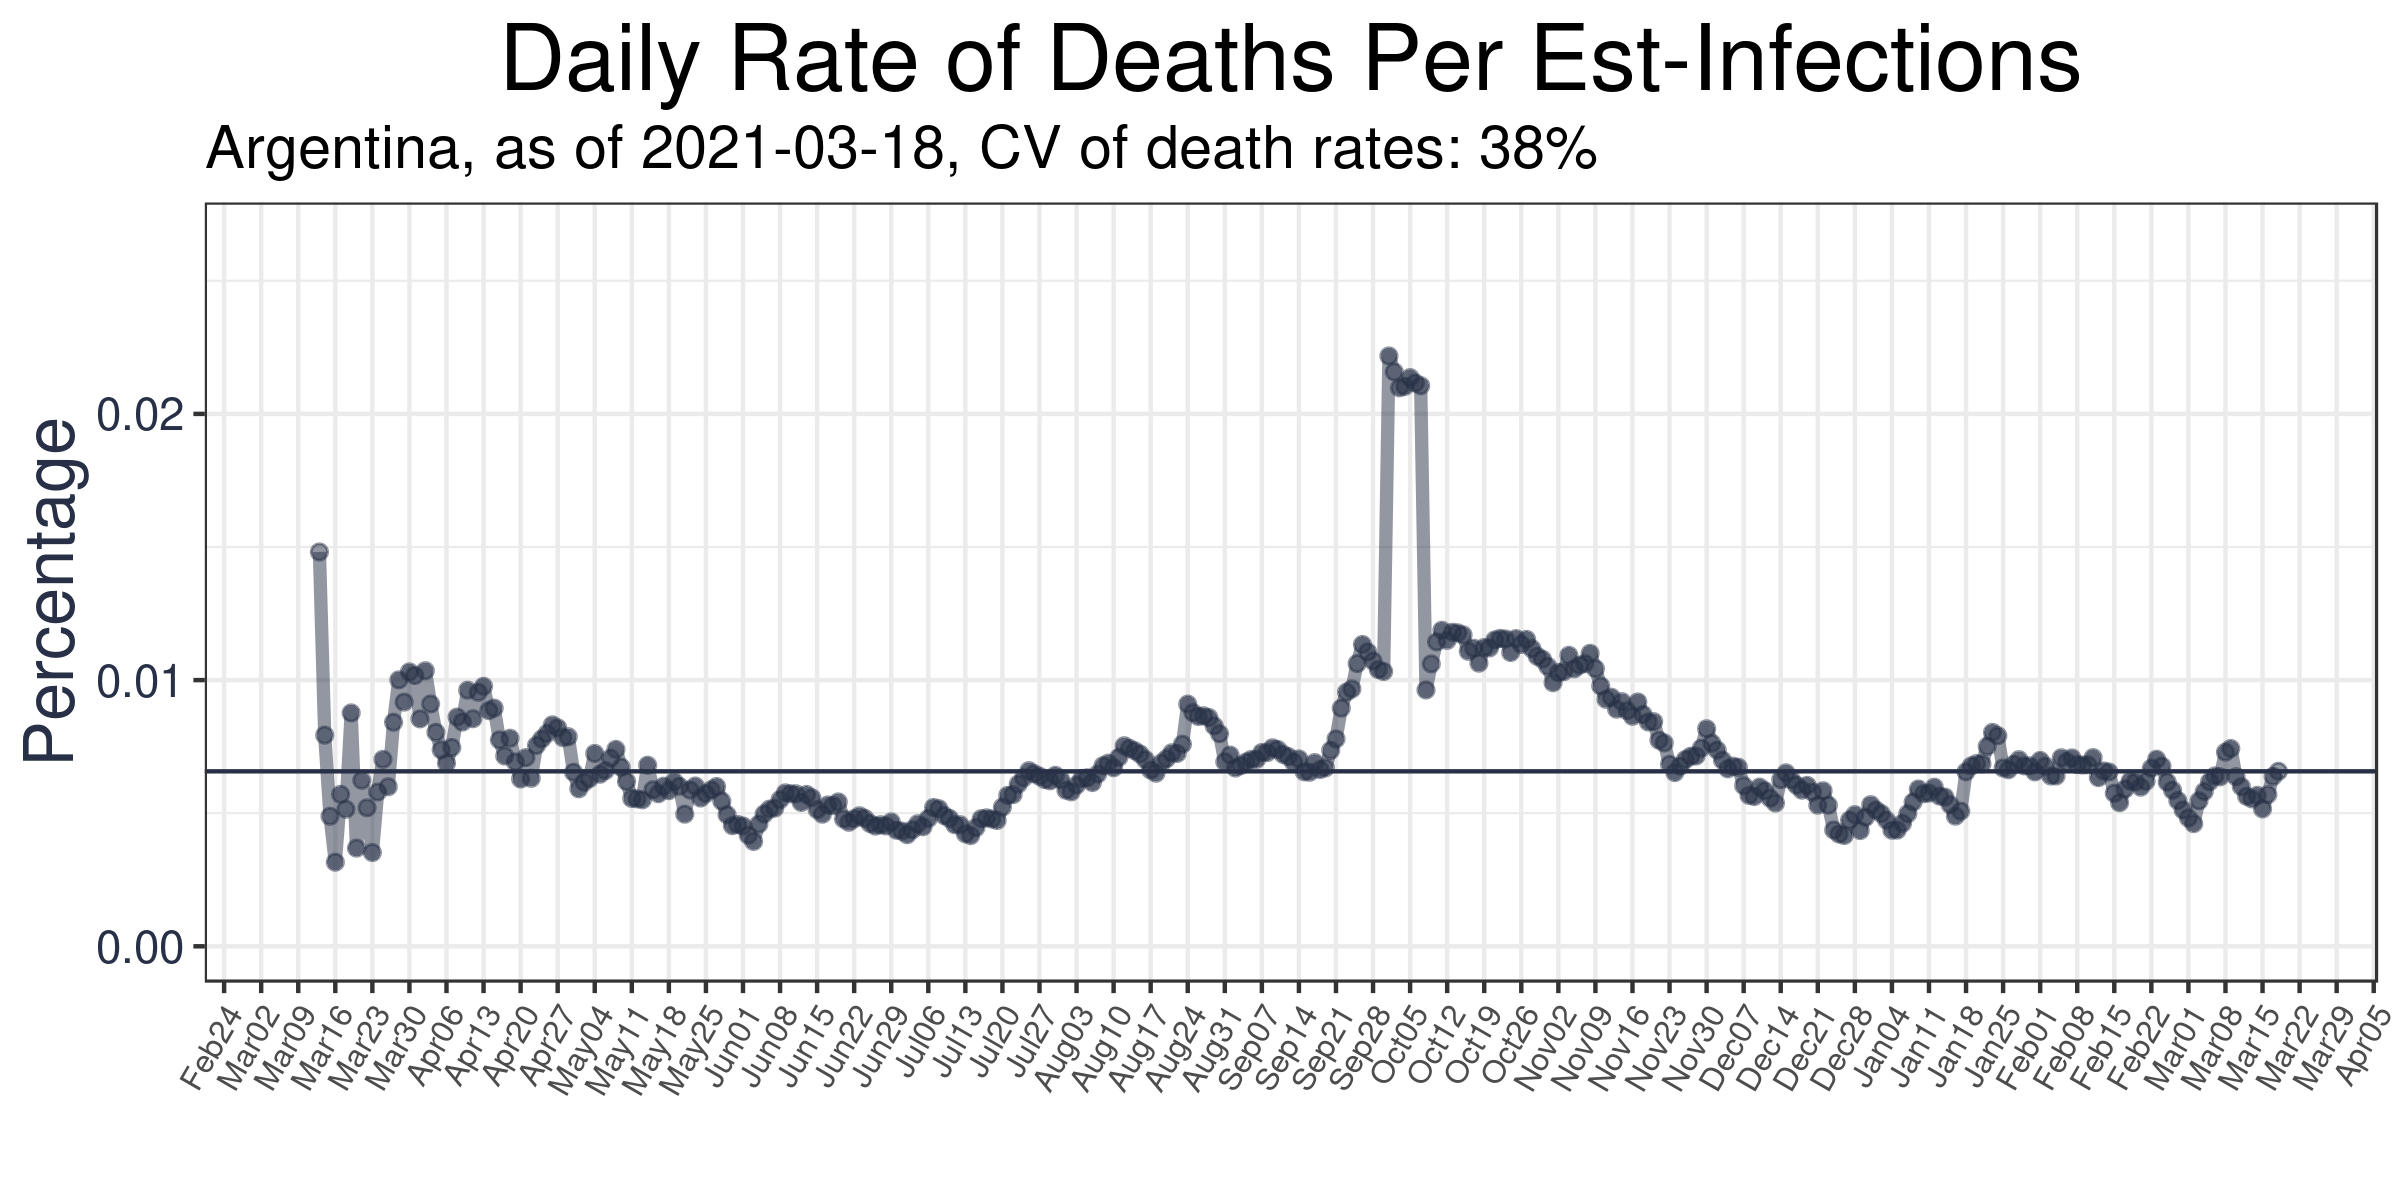 Daily Rate of Deaths Per Est-Infections
Argentina, as of 2021-03-18, CV of death rates: 38%
Percentage
0.02
0.01
0.00
Feb24
Mar02
Mar09
Mar16
Mar23
Mar30
Apr06
Apr13
Apr20
Apr27
May04
May11
May18
May25
Jun01
Jun08
Jun15
Jun22
Jun29
Jul06
Jul13
Jul20
Jul27
Aug03
Aug10
Aug17
Aug24
Aug31
Sep07
Sep14
Sep21
Sep28
Oct05
Oct12
Oct19
Oct26
Nov02
Nov09
Nov16
Nov23
Nov30
Dec07
Dec14
Dec21
Dec28
Jan04
Jan11
Jan18
Jan25
Feb01
Feb08
Feb15
Feb22
Mar01
Mar08
Mar15
Mar22
Mar29
Apr05